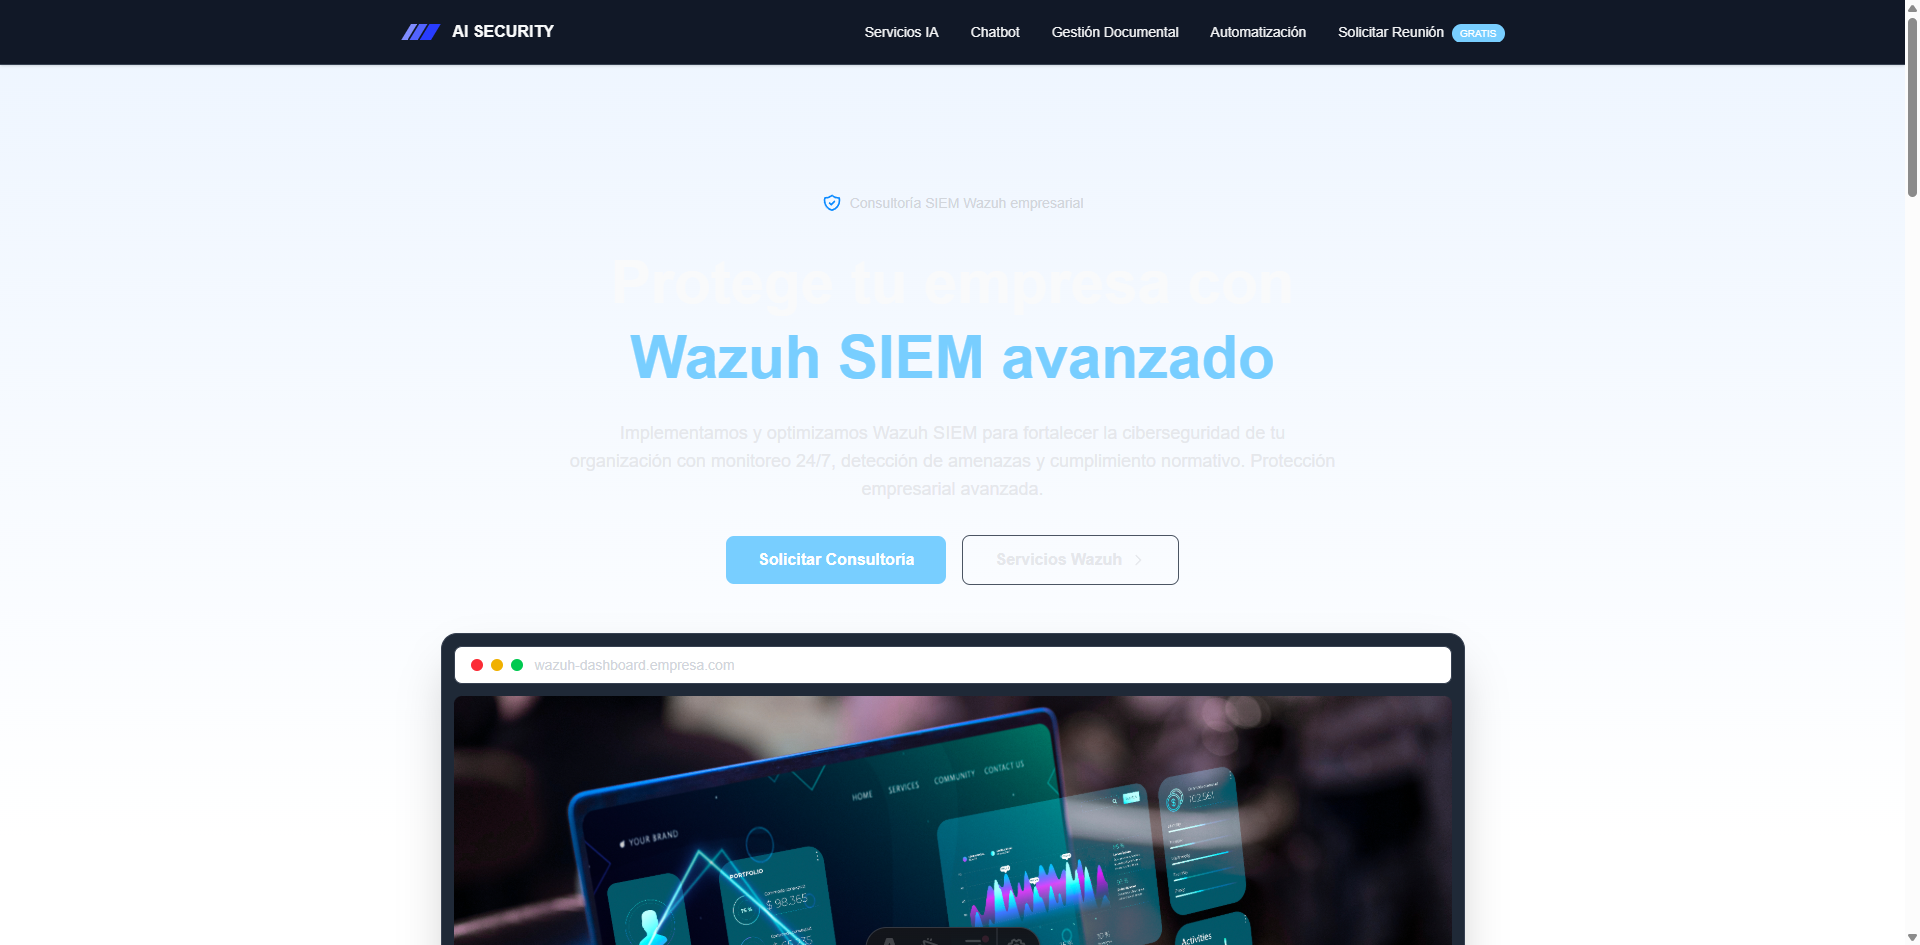 AI SECURITY
Servicios IA
Chatbot
Gestión Documental
Automatización
Solicitar Reunión
GRATIS
Consultoría SIEM Wazuh empresarial
Protege tu empresa con
Wazuh SIEM avanzado
Implementamos y optimizamos Wazuh SIEM para fortalecer la ciberseguridad de tu
organización con monitoreo 24/7, detección de amenazas y cumplimiento normativo. Protección
empresarial avanzada.
Solicitar Consultoría
Servicios Wazuh
wazuh-dashboard.empresa.com
HOME
SERVICES
COMMUNITY
CONTACT US
YOUR BRAND
PORTFOLIO
76 %
$ 98.365
Activities